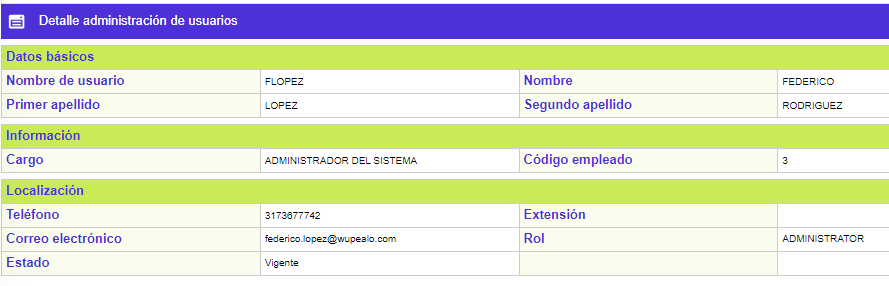 Detalle administración de usuarios
Datos básicos
Nombre de usuario FLOPEZ Nombre FEDERICO
Primer apellido LOPEZ Segundo apellido RODRIGUEZ
Información
Cargo ADMINISTRADOR DEL SISTEMA Código empleado 3
Localización
Teléfono 3173677742 Extensión
Correo electrónico federico.lopez@wupealo.com Rol ADMINISTRATOR
Estado Vigente